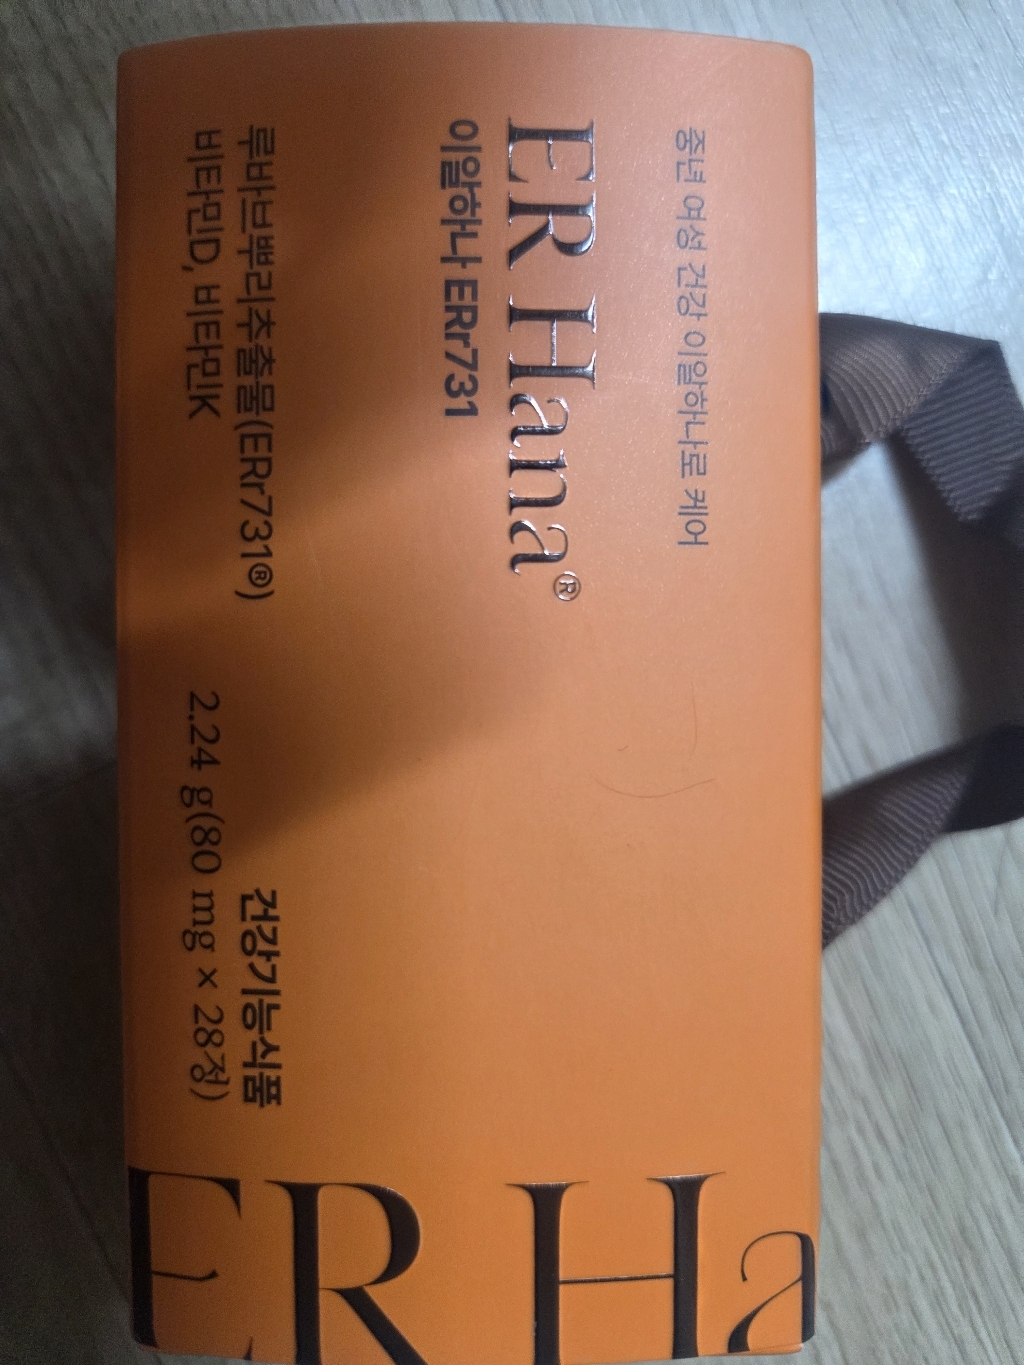 중년 여성 건강 이알하나로 케어
ER Hana®
이알하나 ERr731
루바브뿌리추출물(ERr731®)
비타민D, 비타민K
건강기능식품
2.24 g(80 mg × 28정)
ER Ha